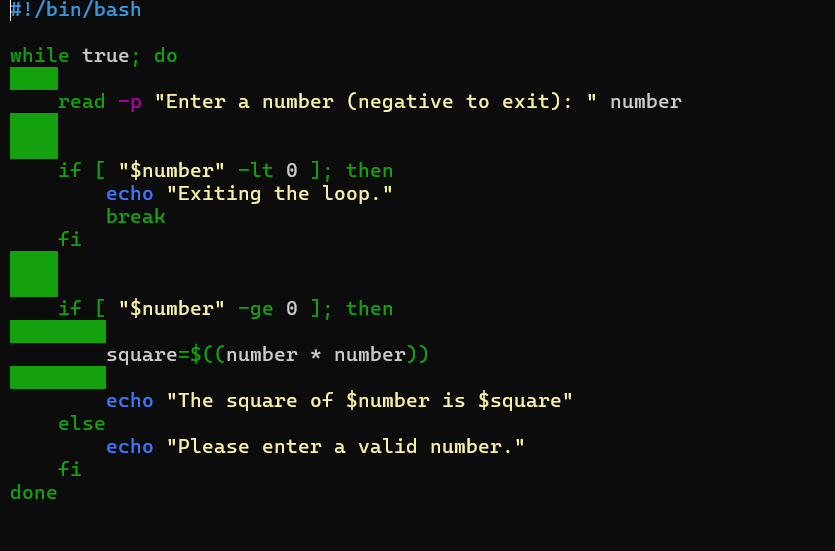 #!/bin/bash
while true; do
read -p "Enter a number (negative to exit): " number
if [ "$number" -lt 0 ]; then
echo "Exiting the loop."
break
fi
if [ "$number" -ge 0 ]; then
square=$((number * number))
echo "The square of $number is $square"
else
echo "Please enter a valid number."
fi
done